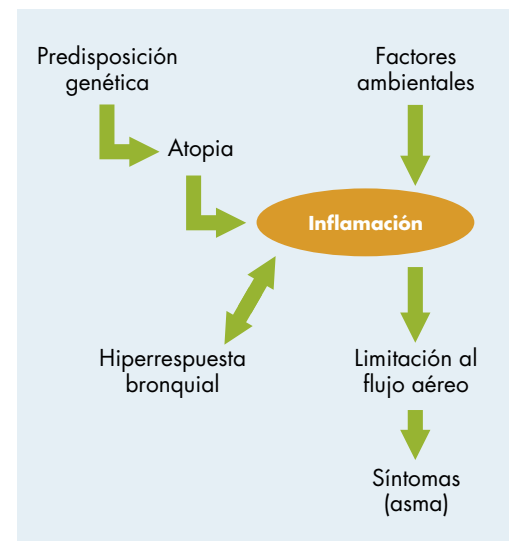 Predisposición
genética
Factores
ambientales
Atopia
Inflamación
Hiperrespuesta
bronquial
Limitación al
flujo aéreo
Síntomas
(asma)